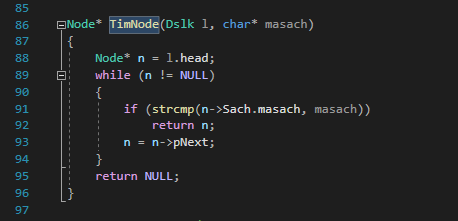 85
86 Node* TimNode(Dslk l, char* masach)
87 {
88 Node* n = l.head;
89 while (n != NULL)
90 {
91 if (strcmp(n->Sach.masach, masach))
92 return n;
93 n = n->pNext;
94 }
95 return NULL;
96 }
97